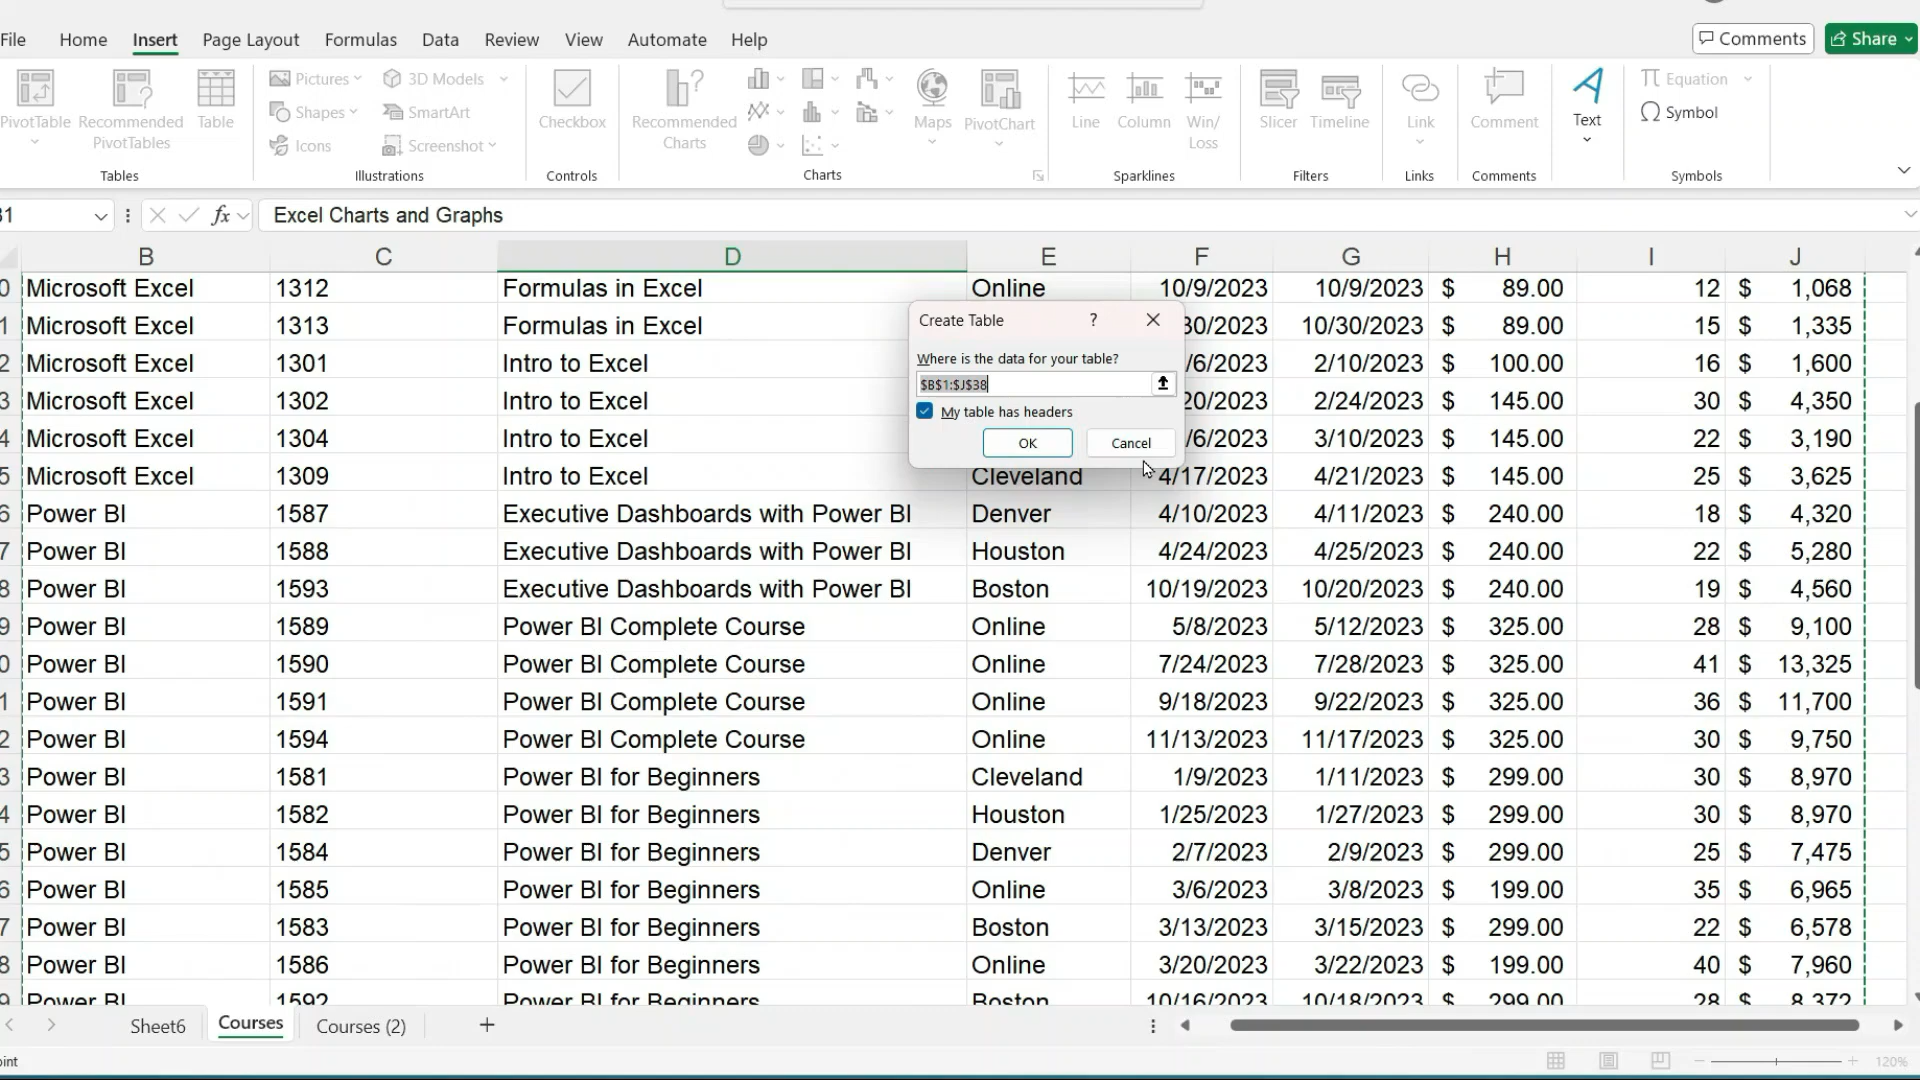 File Home Insert Page Layout Formulas Data Review View Automate Help Comments Share
PivotTable
Recommended PivotTables
Table
Tables
Pictures
Shapes
Icons
3D Models
SmartArt
Screenshot
Illustrations
Checkbox
Controls
Recommended Charts
Maps
PivotChart
Charts
Line
Column
Win/ Loss
Sparklines
Slicer
Timeline
Filters
Link
Links
Comment
Comments
Text
Equation
Symbol
Symbols
31 fx Excel Charts and Graphs
B C D E F G H I J
0 Microsoft Excel 1312 Formulas in Excel Online 10/9/2023 10/9/2023 $ 89.00 12 $ 1,068
1 Microsoft Excel 1313 Formulas in Excel 30/2023 10/30/2023 $ 89.00 15 $ 1,335
2 Microsoft Excel 1301 Intro to Excel /6/2023 2/10/2023 $ 100.00 16 $ 1,600
3 Microsoft Excel 1302 Intro to Excel 20/2023 2/24/2023 $ 145.00 30 $ 4,350
4 Microsoft Excel 1304 Intro to Excel /6/2023 3/10/2023 $ 145.00 22 $ 3,190
5 Microsoft Excel 1309 Intro to Excel Cleveland 4/17/2023 4/21/2023 $ 145.00 25 $ 3,625
6 Power BI 1587 Executive Dashboards with Power BI Denver 4/10/2023 4/11/2023 $ 240.00 18 $ 4,320
7 Power BI 1588 Executive Dashboards with Power BI Houston 4/24/2023 4/25/2023 $ 240.00 22 $ 5,280
8 Power BI 1593 Executive Dashboards with Power BI Boston 10/19/2023 10/20/2023 $ 240.00 19 $ 4,560
9 Power BI 1589 Power BI Complete Course Online 5/8/2023 5/12/2023 $ 325.00 28 $ 9,100
0 Power BI 1590 Power BI Complete Course Online 7/24/2023 7/28/2023 $ 325.00 41 $ 13,325
1 Power BI 1591 Power BI Complete Course Online 9/18/2023 9/22/2023 $ 325.00 36 $ 11,700
2 Power BI 1594 Power BI Complete Course Online 11/13/2023 11/17/2023 $ 325.00 30 $ 9,750
3 Power BI 1581 Power BI for Beginners Cleveland 1/9/2023 1/11/2023 $ 299.00 30 $ 8,970
4 Power BI 1582 Power BI for Beginners Houston 1/25/2023 1/27/2023 $ 299.00 30 $ 8,970
5 Power BI 1584 Power BI for Beginners Denver 2/7/2023 2/9/2023 $ 299.00 25 $ 7,475
6 Power BI 1585 Power BI for Beginners Online 3/6/2023 3/8/2023 $ 199.00 35 $ 6,965
7 Power BI 1583 Power BI for Beginners Boston 3/13/2023 3/15/2023 $ 299.00 22 $ 6,578
8 Power BI 1586 Power BI for Beginners Online 3/20/2023 3/22/2023 $ 199.00 40 $ 7,960
9 Power BI 1592 Power BI for Beginners Boston 10/16/2023 10/18/2023 $ 299.00 28 $ 8,372
Create Table ?
Where is the data for your table?
$B$1:$J$38
My table has headers
OK Cancel
Sheet6 Courses Courses (2)
oint 120%